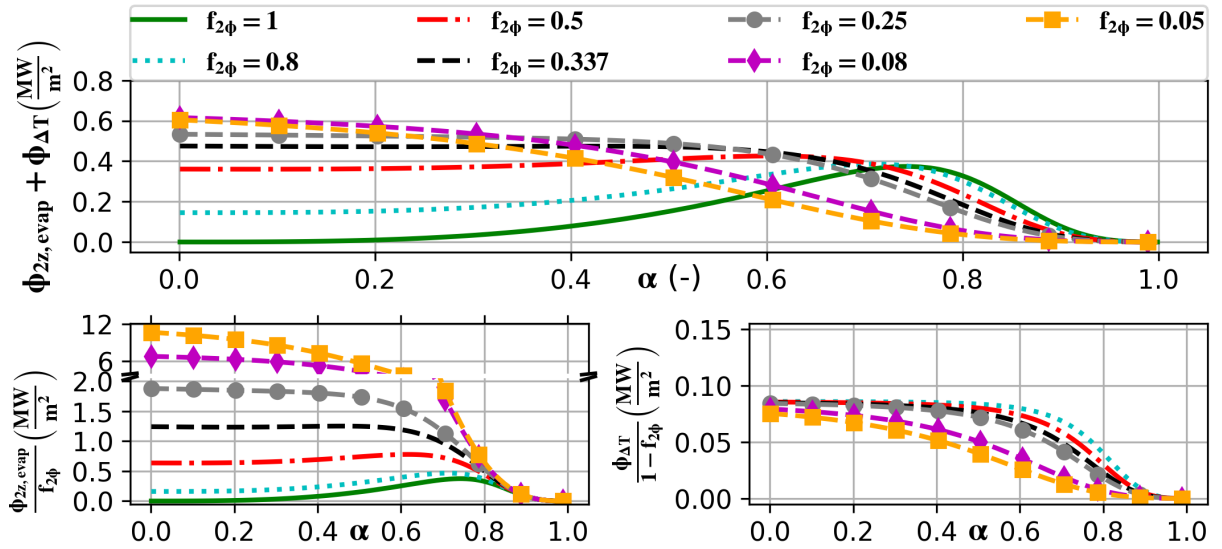 f2ϕ = 1
f2ϕ = 0.5
f2ϕ = 0.25
f2ϕ = 0.05
f2ϕ = 0.8
f2ϕ = 0.337
f2ϕ = 0.08
ϕ2z,evap + ϕΔT (MW/m²)
0.8
0.6
0.4
0.2
0.0
0.0 0.2 0.4 0.6 0.8 1.0
α (-)
ϕ2z,evap/f2ϕ (MW/m²)
12
6
2.0
1.5
1.0
0.5
0.0
0.0 0.2 0.4 0.6 0.8 1.0
α
ϕΔT/1 − f2ϕ (MW/m²)
0.15
0.10
0.05
0.00
0.0 0.2 0.4 0.6 0.8 1.0
α